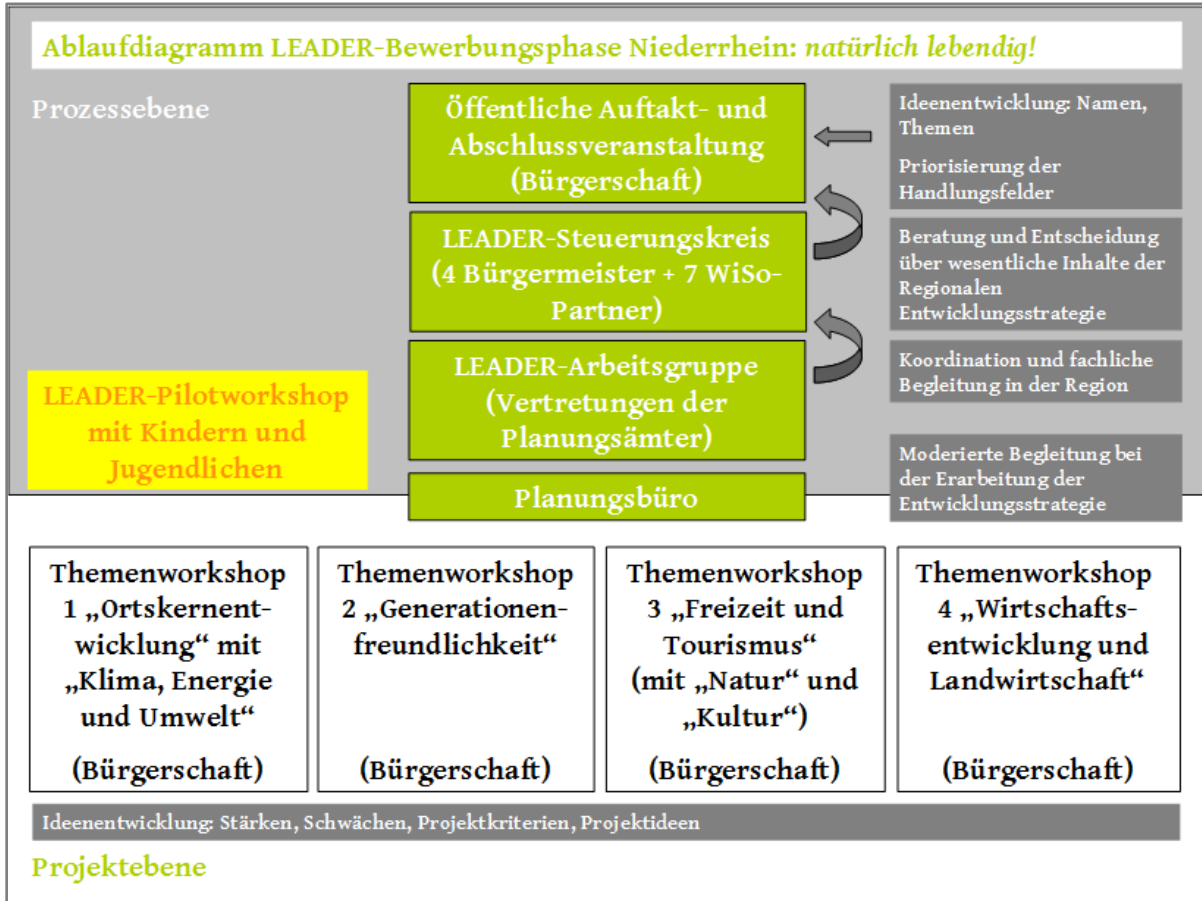 Ablaufdiagramm LEADER-Bewerbungsphase Niederrhein: natürlich lebendig!
Prozessebene
Öffentliche Auftakt- und
Abschlussveranstaltung
(Bürgerschaft)
Ideenentwicklung: Namen,
Themen
Priorisierung der
Handlungsfelder
LEADER-Steuerungskreis
(4 Bürgermeister + 7 WiSo-
Partner)
Beratung und Entscheidung
über wesentliche Inhalte der
Regionalen
Entwicklungsstrategie
LEADER-Arbeitsgruppe
(Vertretungen der
Planungsämter)
Koordination und fachliche
Begleitung in der Region
LEADER-Pilotworkshop
mit Kindern und
Jugendlichen
Planungsbüro
Moderierte Begleitung bei
der Erarbeitung der
Entwicklungsstrategie
Themenworkshop
1 „Ortskernent-
wicklung“ mit
„Klima, Energie
und Umwelt“
(Bürgerschaft)
Themenworkshop
2 „Generationen-
freundlichkeit“
(Bürgerschaft)
Themenworkshop
3 „Freizeit und
Tourismus“
(mit „Natur“ und
„Kultur“)
(Bürgerschaft)
Themenworkshop
4 „Wirtschafts-
entwicklung und
Landwirtschaft“
(Bürgerschaft)
Ideenentwicklung: Stärken, Schwächen, Projektkriterien, Projektideen
Projektebene